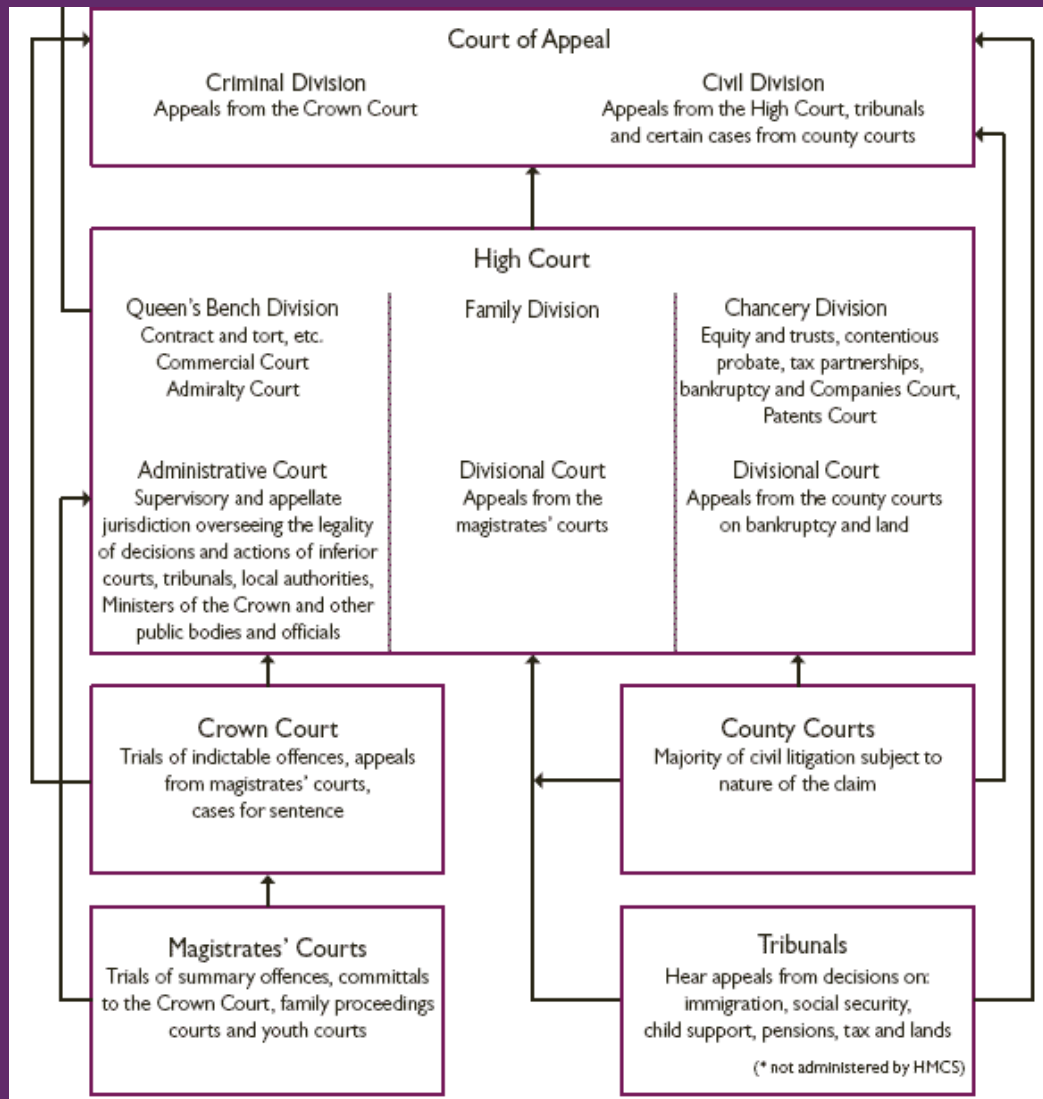 Court of Appeal
Criminal Division
Appeals from the Crown Court
Civil Division
Appeals from the High Court, tribunals
and certain cases from county courts
High Court
Queen's Bench Division
Contract and tort, etc.
Commercial Court
Admiralty Court
Administrative Court
Supervisory and appellate
jurisdiction overseeing the legality
of decisions and actions of inferior
courts, tribunals, local authorities,
Ministers of the Crown and other
public bodies and officials
Family Division
Divisional Court
Appeals from the
magistrates' courts
Chancery Division
Equity and trusts, contentious
probate, tax partnerships,
bankruptcy and Companies Court,
Patents Court
Divisional Court
Appeals from the county courts
on bankruptcy and land
Crown Court
Trials of indictable offences, appeals
from magistrates' courts,
cases for sentence
County Courts
Majority of civil litigation subject to
nature of the claim
Magistrates' Courts
Trials of summary offences, committals
to the Crown Court, family proceedings
courts and youth courts
Tribunals
Hear appeals from decisions on:
immigration, social security,
child support, pensions, tax and lands
(* not administered by HMCS)